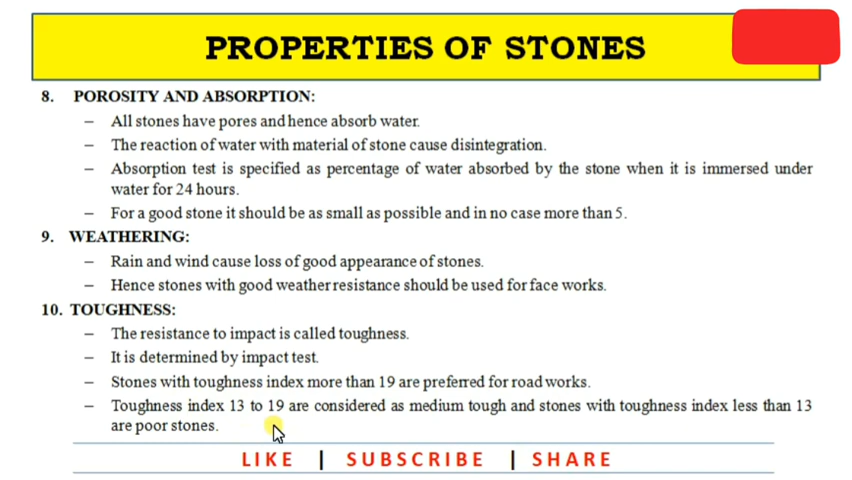 PROPERTIES OF STONES
8. POROSITY AND ABSORPTION:
– All stones have pores and hence absorb water.
– The reaction of water with material of stone cause disintegration.
– Absorption test is specified as percentage of water absorbed by the stone when it is immersed under
water for 24 hours.
– For a good stone it should be as small as possible and in no case more than 5.
9. WEATHERING:
– Rain and wind cause loss of good appearance of stones.
– Hence stones with good weather resistance should be used for face works.
10. TOUGHNESS:
– The resistance to impact is called toughness.
– It is determined by impact test.
– Stones with toughness index more than 19 are preferred for road works.
– Toughness index 13 to 19 are considered as medium tough and stones with toughness index less than 13
are poor stones.
LIKE | SUBSCRIBE | SHARE